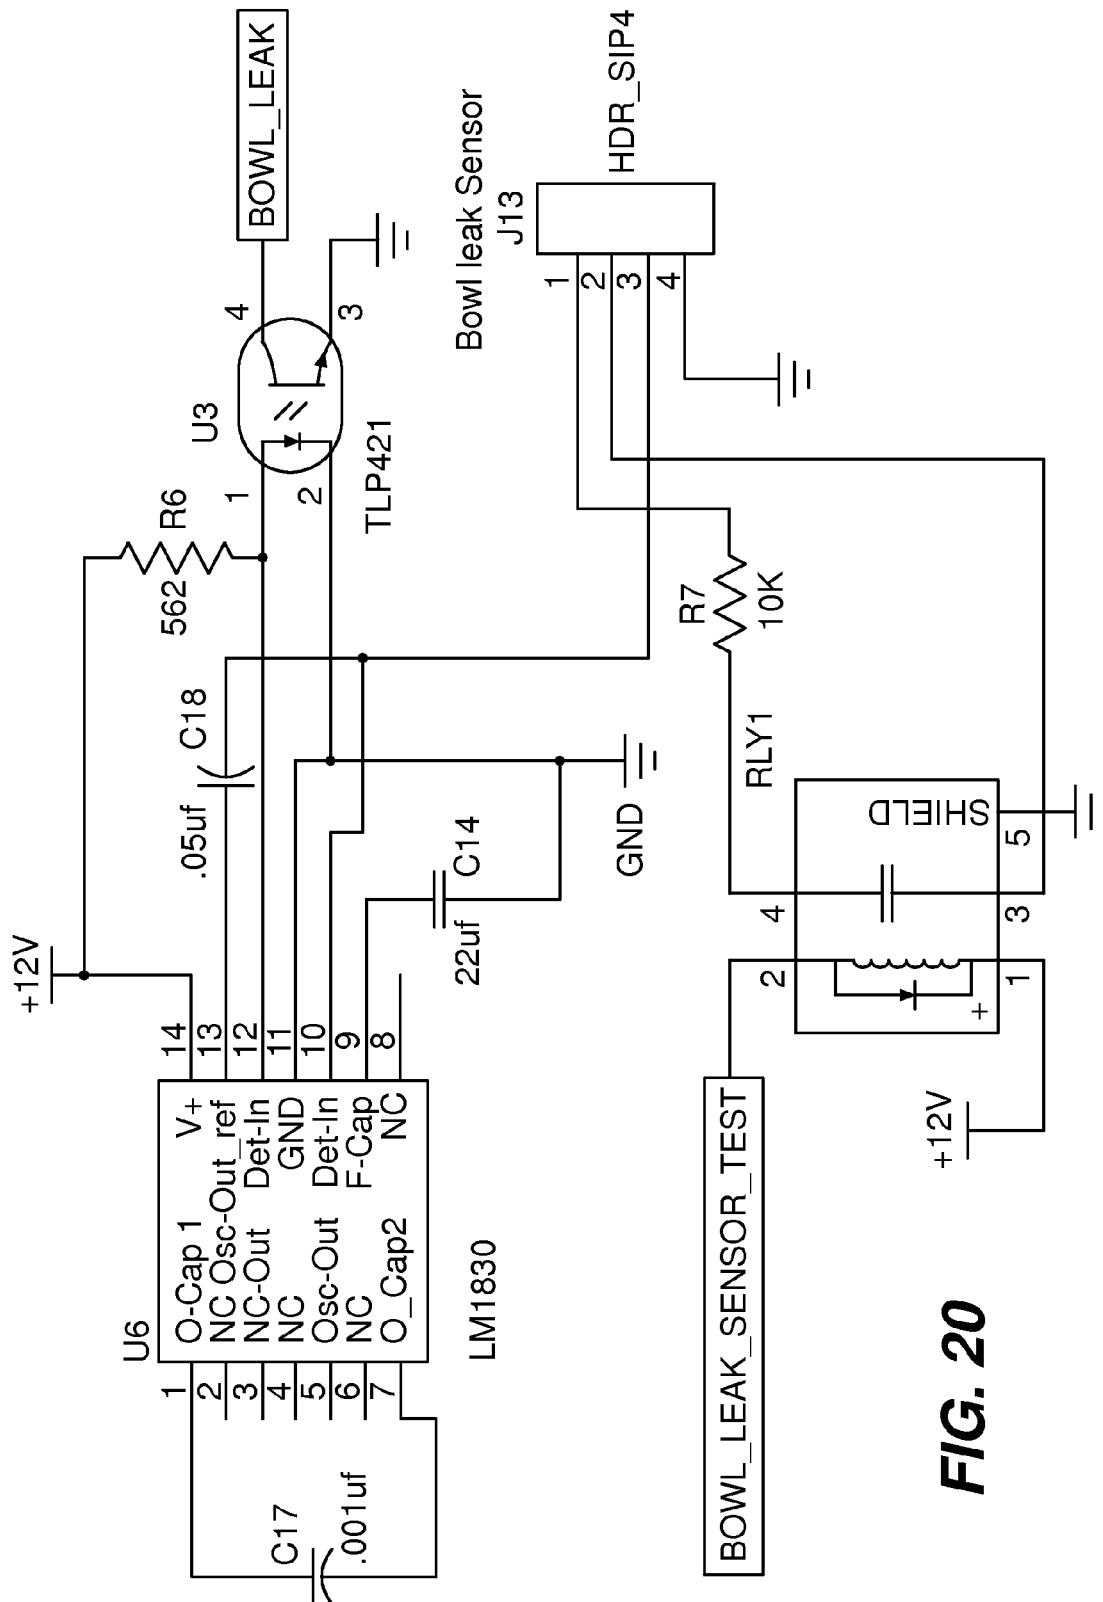 BOWL_LEAK
4
3
U3
1
2
TLP421
R6
562
Bowl leak Sensor
J13
HDR_SIP4
1
2
3
4
C18
.05uf
+12V
14
13
12
11
10
9
8
V+
Osc-Out_ref
Det-In
GND
Det-In
F-Cap
NC
O-Cap 1
NC
NC-Out
NC
Osc-Out
NC
O_Cap2
U6
LM1830
1
2
3
4
5
6
7
C17
.001uf
C14
22uf
GND
R7
10K
RLY1
SHIELD
4
5
3
2
1
+
BOWL_LEAK_SENSOR_TEST
+12V
FIG. 20